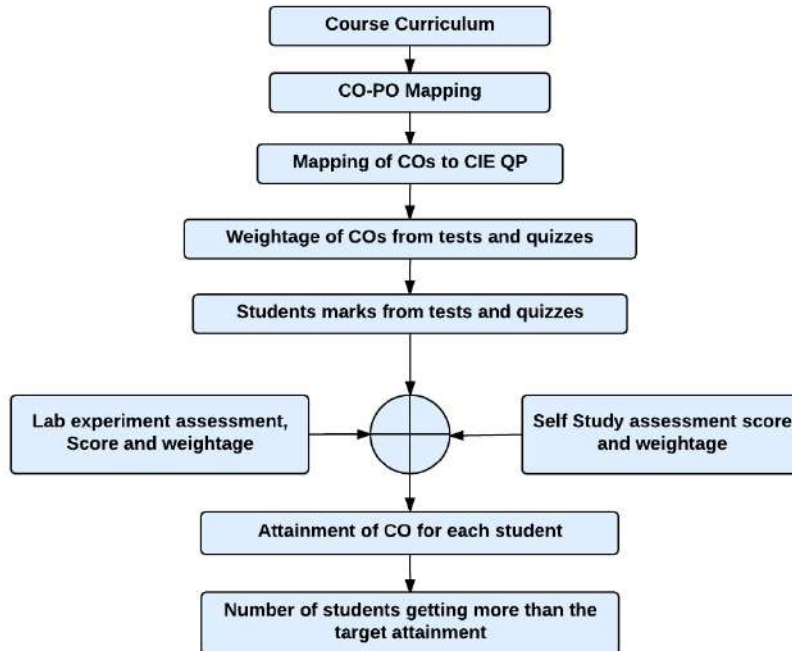 Course Curriculum
CO-PO Mapping
Mapping of COs to CIE QP
Weightage of COs from tests and quizzes
Students marks from tests and quizzes
Lab experiment assessment,
Score and weightage
Self Study assessment score
and weightage
Attainment of CO for each student
Number of students getting more than the
target attainment